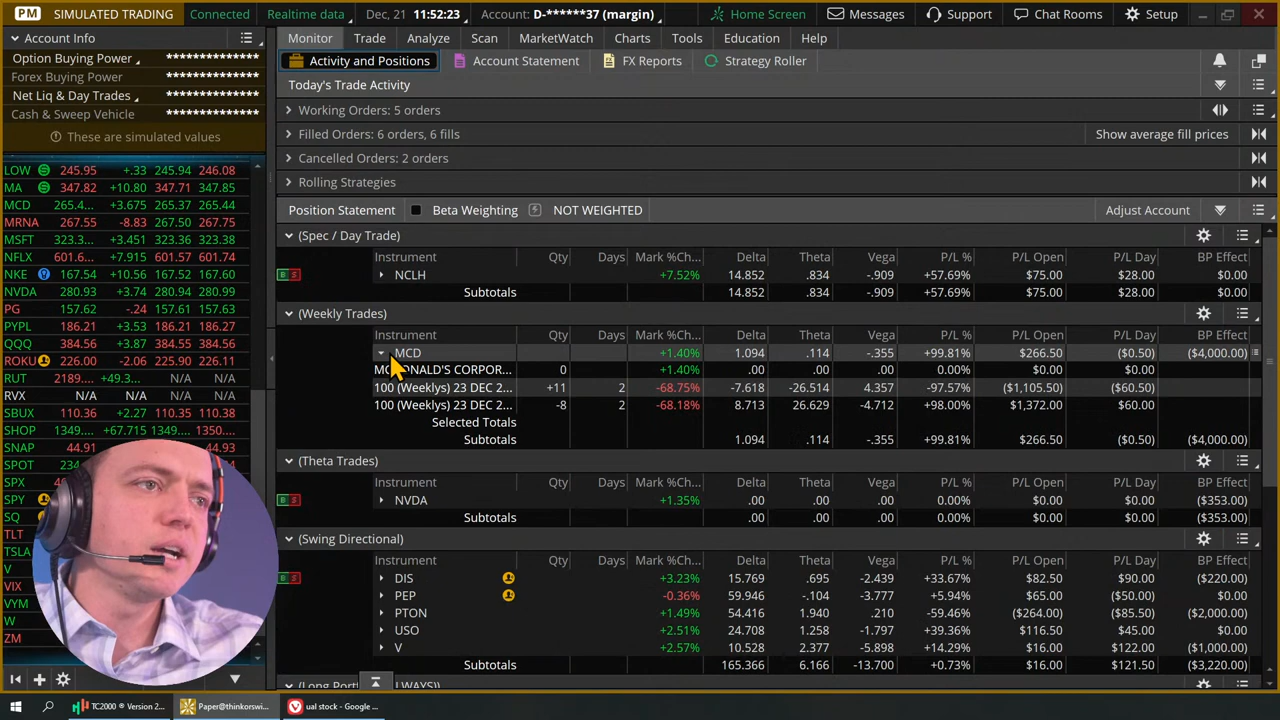 PM SIMULATED TRADING Connected Realtime data Dec, 21 11:52:23 Account: D-******37 (margin) Home Screen Messages Support Chat Rooms Setup
Account Info
Option Buying Power **************
Forex Buying Power **************
Net Liq & Day Trades **************
Cash & Sweep Vehicle **************
These are simulated values
LOW 245.95 +.33 245.94 246.08
MA 347.82 +10.80 347.71 347.85
MCD 265.4... +3.675 265.37 265.44
MRNA 267.55 -8.83 267.50 267.75
MSFT 323.3... +3.451 323.36 323.38
NFLX 601.6... +7.915 601.57 601.74
NKE 167.54 +10.56 167.52 167.60
NVDA 280.93 +3.74 280.94 280.99
PG 157.62 -.24 157.61 157.64
PYPL 186.21 +3.53 186.21 186.27
QQQ 384.56 +3.87 384.55 384.56
ROKU 226.00 -2.06 225.90 226.11
RUT 2189.... +49.3... N/A N/A
RVX N/A N/A N/A N/A
SBUX 110.36 +2.27 110.35 110.38
SHOP 1349.... +67.715 1349.... 1350....
SNAP 44.91
SPOT 234
SPX
SPY
SQ
TLT
TSLA
V
VIX
VYM
W
ZM
Monitor Trade Analyze Scan MarketWatch Charts Tools Education Help
Activity and Positions Account Statement FX Reports Strategy Roller
Today's Trade Activity
Working Orders: 5 orders
Filled Orders: 6 orders, 6 fills Show average fill prices
Cancelled Orders: 2 orders
Rolling Strategies
Position Statement Beta Weighting NOT WEIGHTED Adjust Account
(Spec / Day Trade)
Instrument Qty Days Mark %Ch... Delta Theta Vega P/L % P/L Open P/L Day BP Effect
B S NCLH +7.52% 14.852 .834 -.909 +57.69% $75.00 $28.00 $0.00
Subtotals 14.852 .834 -.909 +57.69% $75.00 $28.00 $0.00
(Weekly Trades)
Instrument Qty Days Mark %Ch... Delta Theta Vega P/L % P/L Open P/L Day BP Effect
MCD +1.40% 1.094 .114 -.355 +99.81% $266.50 ($0.50) ($4,000.00)
CORPOR... 0 +1.40% .00 .00 .00 0.00% $0.00 $0.00
100 (Weeklys) 23 DEC 2... +11 2 -68.75% -7.618 -26.514 4.357 -97.57% ($1,105.50) ($60.50)
100 (Weeklys) 23 DEC 2... -8 2 -68.18% 8.713 26.629 -4.712 +98.00% $1,372.00 $60.00
Selected Totals
Subtotals 1.094 .114 -.355 +99.81% $266.50 ($0.50) ($4,000.00)
(Theta Trades)
Instrument Qty Days Mark %Ch... Delta Theta Vega P/L % P/L Open P/L Day BP Effect
B S NVDA +1.35% .00 .00 .00 0.00% $0.00 $0.00 ($353.00)
Subtotals .00 .00 .00 0.00% $0.00 $0.00 ($353.00)
(Swing Directional)
Instrument Qty Days Mark %Ch... Delta Theta Vega P/L % P/L Open P/L Day BP Effect
B S DIS +3.23% 15.769 .695 -2.439 +33.67% $82.50 $90.00 ($220.00)
PEP -0.36% 59.946 -.104 -3.777 +5.94% $65.00 ($50.00) $0.00
PTON +1.49% 54.416 1.940 .210 -59.46% ($264.00) ($85.50) ($2,000.00)
USO +2.51% 24.708 1.258 -1.797 +39.36% $116.50 $45.00 $0.00
V +2.57% 10.528 2.377 -5.898 +14.29% $16.00 $122.00 ($1,000.00)
Subtotals 165.366 6.166 -13.700 +0.73% $16.00 $121.50 ($3,220.00)
TC2000 ® Version 2... Paper@thinkorswi... ual stock - Google ...